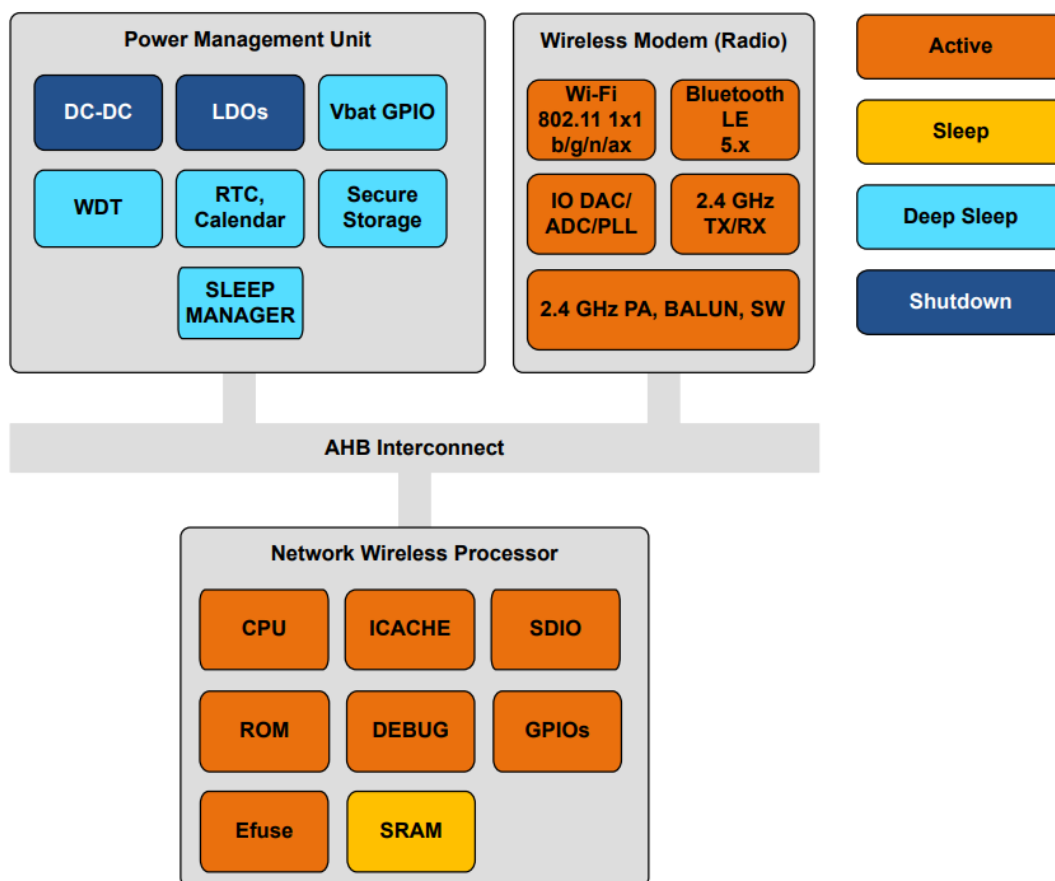 Power Management Unit
DC-DC
LDOs
Vbat GPIO
WDT
RTC,
Calendar
Secure
Storage
SLEEP
MANAGER
Wireless Modem (Radio)
Wi-Fi
802.11 1x1
b/g/n/ax
Bluetooth
LE
5.x
IO DAC/
ADC/PLL
2.4 GHz
TX/RX
2.4 GHz PA, BALUN, SW
Active
Sleep
Deep Sleep
Shutdown
AHB Interconnect
Network Wireless Processor
CPU
ICACHE
SDIO
ROM
DEBUG
GPIOs
Efuse
SRAM